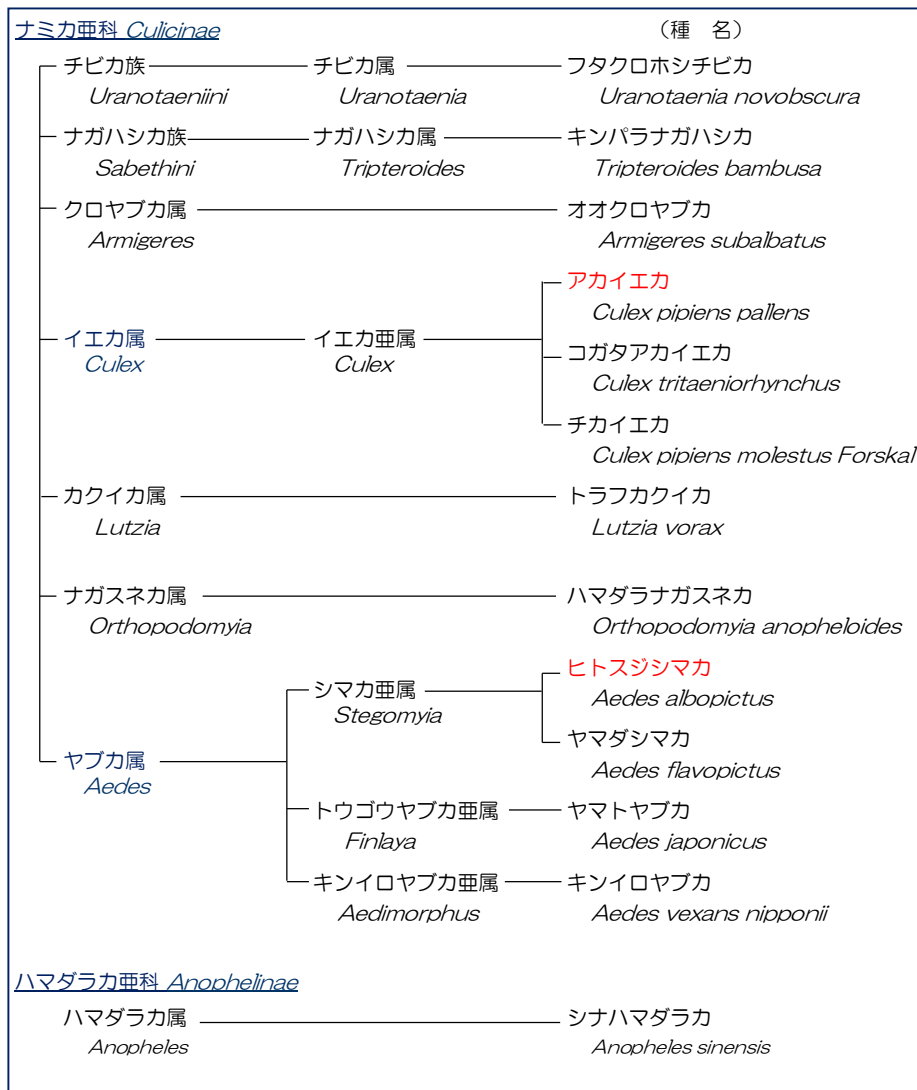 ナミカ亜科 Culicinae （種　名）
チビカ族 チビカ属 フタクロホシチビカ
Uranotaeniini Uranotaenia Uranotaenia novobscura
ナガハシカ族 ナガハシカ属 キンパラナガハシカ
Sabethini Tripteroides Tripteroides bambusa
クロヤブカ属 オオクロヤブカ
Armigeres Armigeres subalbatus
アカイエカ
Culex pipiens pallens
イエカ属 イエカ亜属 コガタアカイエカ
Culex Culex Culex tritaeniorhynchus
チカイエカ
Culex pipiens molestus Forskal
カクイカ属 トラフカクイカ
Lutzia Lutzia vorax
ナガスネカ属 ハマダラナガスネカ
Orthopodomyia Orthopodomyia anopheloides
ヒトスジシマカ
シマカ亜属 Aedes albopictus
Stegomyia
ヤマダシマカ
ヤブカ属 Aedes flavopictus
Aedes
トウゴウヤブカ亜属 ヤマトヤブカ
Finlaya Aedes japonicus
キンイロヤブカ亜属 キンイロヤブカ
Aedimorphus Aedes vexans nipponii
ハマダラカ亜科 Anophelinae
ハマダラカ属 シナハマダラカ
Anopheles Anopheles sinensis